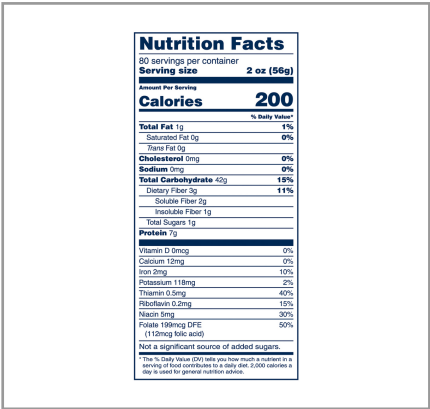 Nutrition Facts
80 servings per container
Serving size 2 oz (56g)
Amount Per Serving
Calories 200
% Daily Value*
Total Fat 1g 1%
Saturated Fat 0g 0%
Trans Fat 0g
Cholesterol 0mg 0%
Sodium 0mg 0%
Total Carbohydrate 42g 15%
Dietary Fiber 3g 11%
Soluble Fiber 2g
Insoluble Fiber 1g
Total Sugars 1g
Protein 7g
Vitamin D 0mcg 0%
Calcium 12mg 0%
Iron 2mg 10%
Potassium 118mg 2%
Thiamin 0.5mg 40%
Riboflavin 0.2mg 15%
Niacin 5mg 30%
Folate 199mcg DFE 50%
(112mcg folic acid)
Not a significant source of added sugars.
* The % Daily Value (DV) tells you how much a nutrient in a
serving of food contributes to a daily diet. 2,000 calories a
day is used for general nutrition advice.